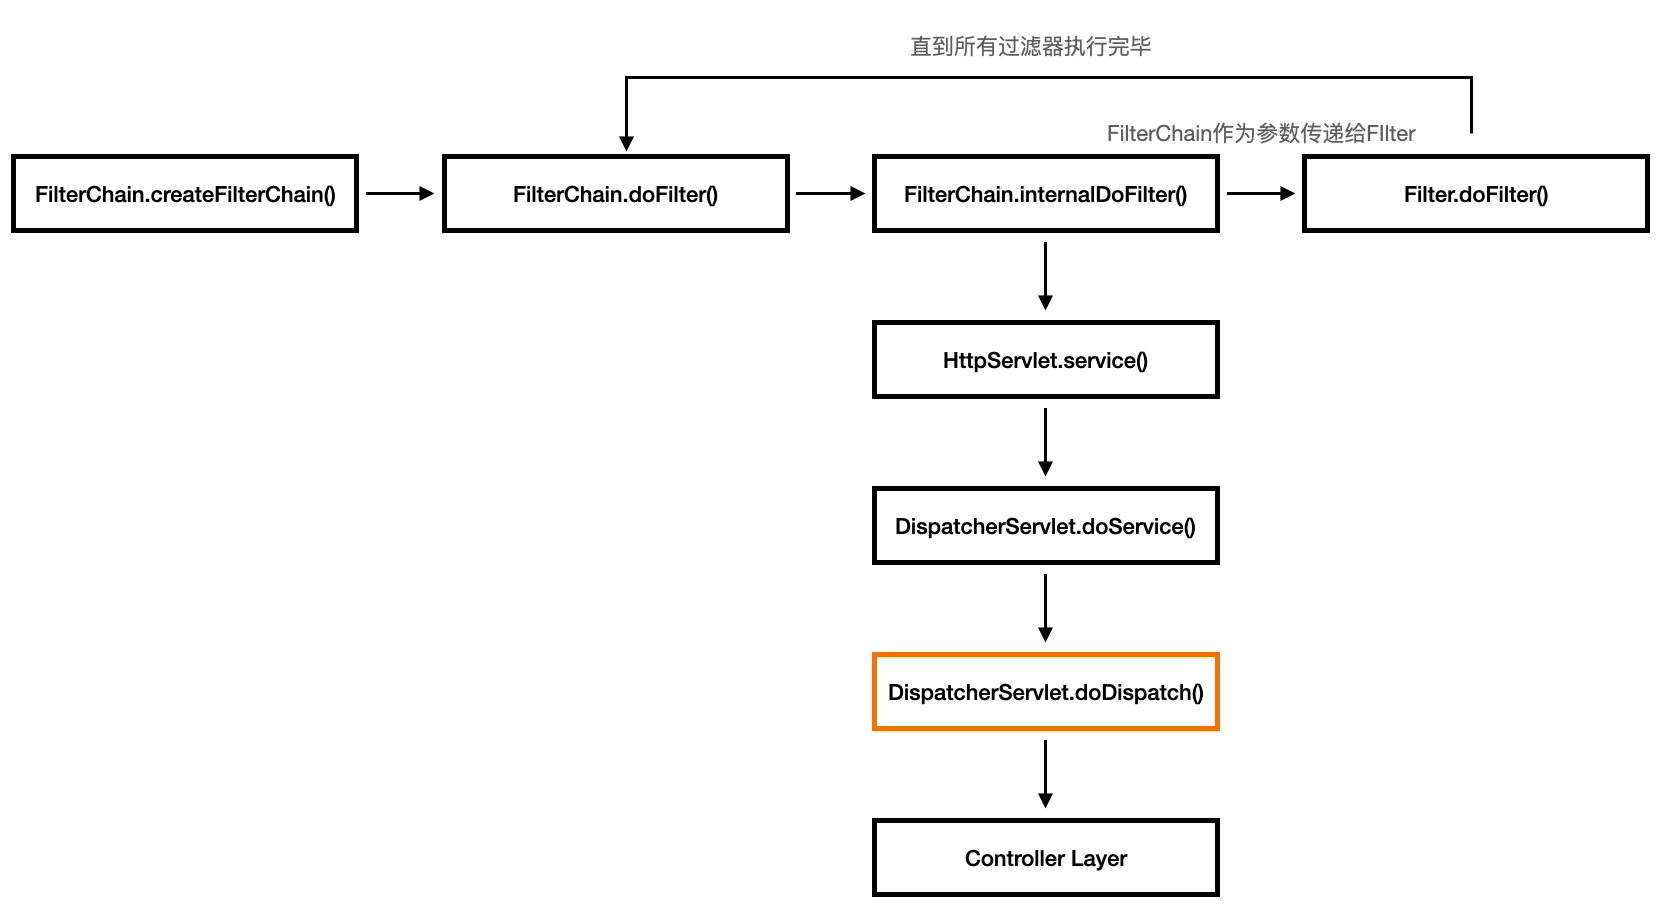 直到所有过滤器执行完毕
FilterChain作为参数传递给FIlter
FilterChain.createFilterChain()
FilterChain.doFilter()
FilterChain.internalDoFilter()
Filter.doFilter()
HttpServlet.service()
DispatcherServlet.doService()
DispatcherServlet.doDispatch()
Controller Layer